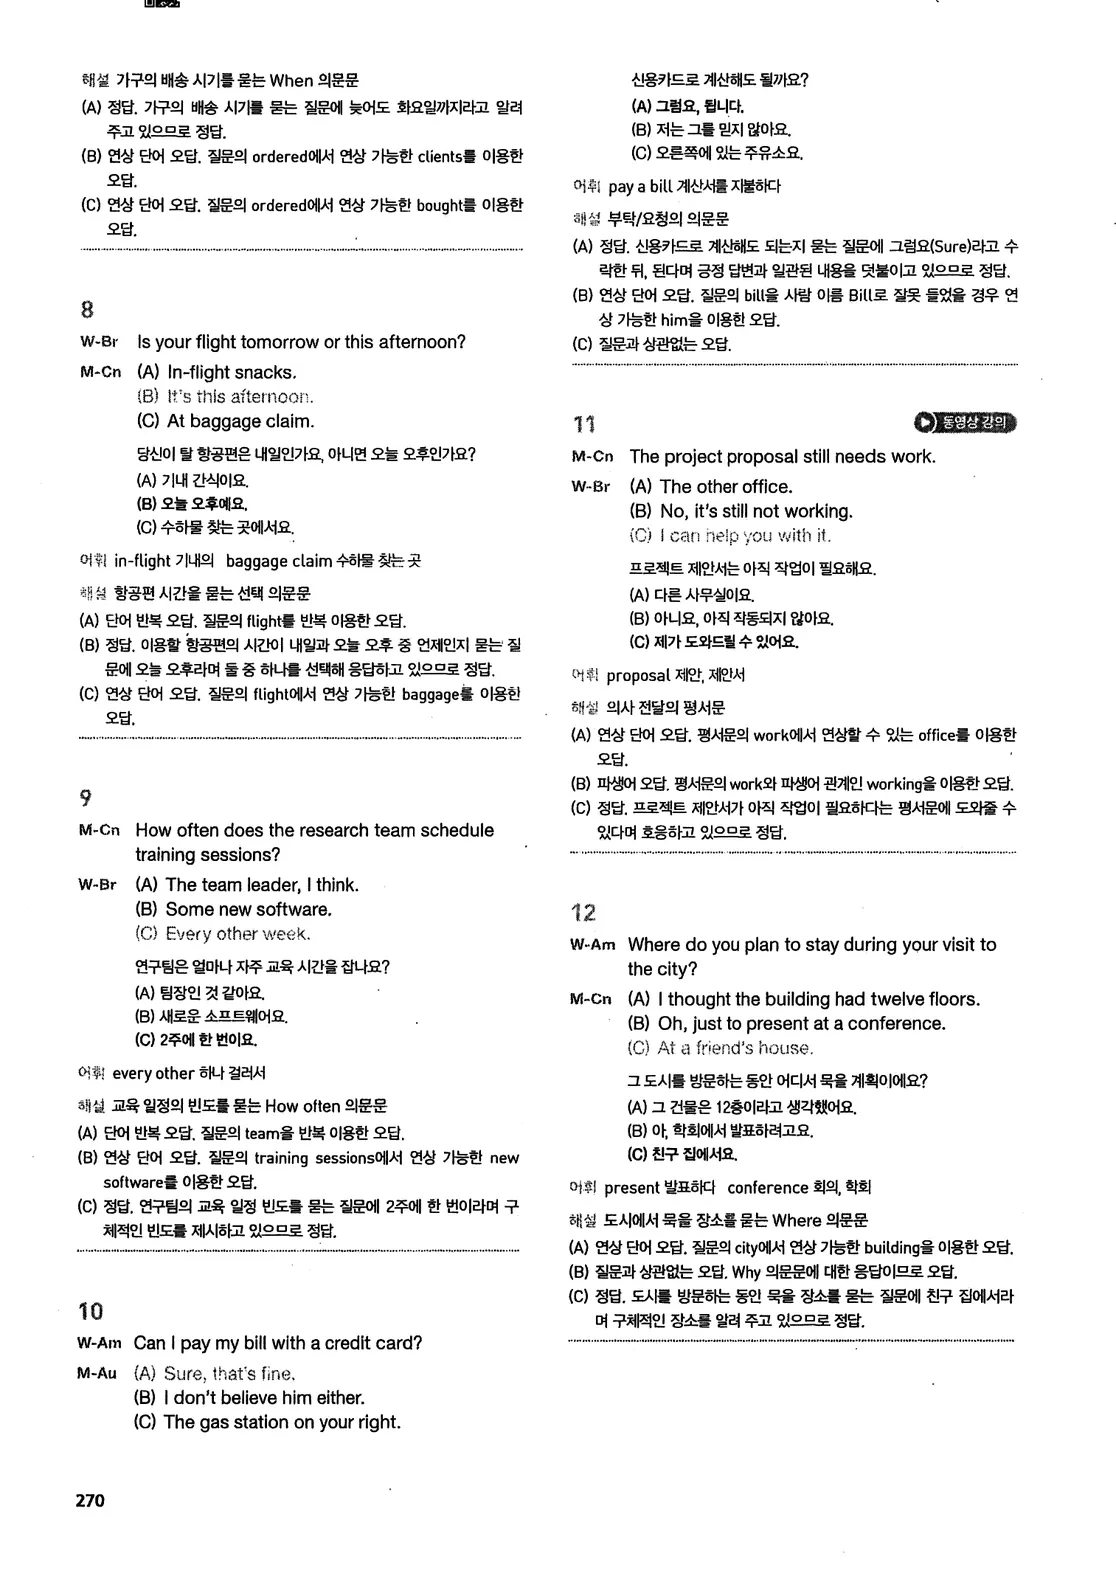 해설 가구의 배송 시기를 묻는 When 의문문
(A) 정답. 가구의 배송 시기를 묻는 질문에 늦어도 화요일까지라고 알려
주고 있으므로 정답.
(B) 연상 단어 오답. 질문의 ordered에서 연상 가능한 clients를 이용한
오답.
(C) 연상 단어 오답. 질문의 ordered에서 연상 가능한 bought를 이용한
오답.
8
W-Br Is your flight tomorrow or this afternoon?
M-Cn (A) In-flight snacks.
(B) It's this afternoon.
(C) At baggage claim.
당신이 탈 항공편은 내일인가요, 아니면 오늘 오후인가요?
(A) 기내 간식이요.
(B) 오늘 오후예요.
(C) 수하물 찾는 곳에서요.
어휘 in-flight 기내의 baggage claim 수하물 찾는 곳
해설 항공편 시간을 묻는 선택 의문문
(A) 단어 반복 오답. 질문의 flight를 반복 이용한 오답.
(B) 정답. 이용할 항공편의 시간이 내일과 오늘 오후 중 언제인지 묻는 질
문에 오늘 오후라며 둘 중 하나를 선택해 응답하고 있으므로 정답.
(C) 연상 단어 오답. 질문의 flight에서 연상 가능한 baggage를 이용한
오답.
9
M-Cn How often does the research team schedule
training sessions?
W-Br (A) The team leader, I think.
(B) Some new software.
(C) Every other week.
연구팀은 얼마나 자주 교육 시간을 잡나요?
(A) 팀장인 것 같아요.
(B) 새로운 소프트웨어요.
(C) 2주에 한 번이요.
어휘 every other 하나 걸러서
해설 교육 일정의 빈도를 묻는 How often 의문문
(A) 단어 반복 오답. 질문의 team을 반복 이용한 오답.
(B) 연상 단어 오답. 질문의 training sessions에서 연상 가능한 new
software를 이용한 오답.
(C) 정답. 연구팀의 교육 일정 빈도를 묻는 질문에 2주에 한 번이라며 구
체적인 빈도를 제시하고 있으므로 정답.
10
W-Am Can I pay my bill with a credit card?
M-Au (A) Sure, that's fine.
(B) I don't believe him either.
(C) The gas station on your right.
270
신용카드로 계산해도 될까요?
(A) 그럼요, 됩니다.
(B) 저는 그를 믿지 않아요.
(C) 오른쪽에 있는 주유소요.
어휘 pay a bill 계산서를 지불하다
해설 부탁/요청의 의문문
(A) 정답. 신용카드로 계산해도 되는지 묻는 질문에 그럼요(Sure)라고 수
락한 뒤, 된다며 긍정 답변과 일관된 내용을 덧붙이고 있으므로 정답.
(B) 연상 단어 오답. 질문의 bill을 사람 이름 Bill로 잘못 들었을 경우 연
상 가능한 him을 이용한 오답.
(C) 질문과 상관없는 오답.
11 동영상 강의
M-Cn The project proposal still needs work.
W-Br (A) The other office.
(B) No, it's still not working.
(C) I can help you with it.
프로젝트 제안서는 아직 작업이 필요해요.
(A) 다른 사무실이요.
(B) 아니요, 아직 작동되지 않아요.
(C) 제가 도와드릴 수 있어요.
어휘 proposal 제안, 제안서
해설 의사 전달의 평서문
(A) 연상 단어 오답. 평서문의 work에서 연상할 수 있는 office를 이용한
오답.
(B) 파생어 오답. 평서문의 work와 파생어 관계인 working을 이용한 오답.
(C) 정답. 프로젝트 제안서가 아직 작업이 필요하다는 평서문에 도와줄 수
있다며 호응하고 있으므로 정답.
12
W-Am Where do you plan to stay during your visit to
the city?
M-Cn (A) I thought the building had twelve floors.
(B) Oh, just to present at a conference.
(C) At a friend's house.
그 도시를 방문하는 동안 어디서 묵을 계획이에요?
(A) 그 건물은 12층이라고 생각했어요.
(B) 아, 학회에서 발표하려고요.
(C) 친구 집에서요.
어휘 present 발표하다 conference 회의, 학회
해설 도시에서 묵을 장소를 묻는 Where 의문문
(A) 연상 단어 오답. 질문의 city에서 연상 가능한 building을 이용한 오답.
(B) 질문과 상관없는 오답. Why 의문문에 대한 응답이므로 오답.
(C) 정답. 도시를 방문하는 동안 묵을 장소를 묻는 질문에 친구 집에서라
며 구체적인 장소를 알려 주고 있으므로 정답.